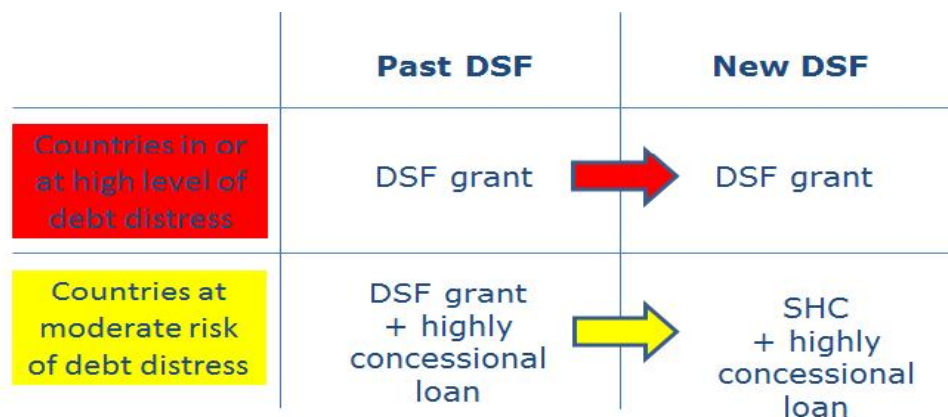 Past DSF
New DSF
Countries in or
at high level of
debt distress
DSF grant
DSF grant
Countries at
moderate risk
of debt distress
DSF grant
+ highly
concessional
loan
SHC
+ highly
concessional
loan